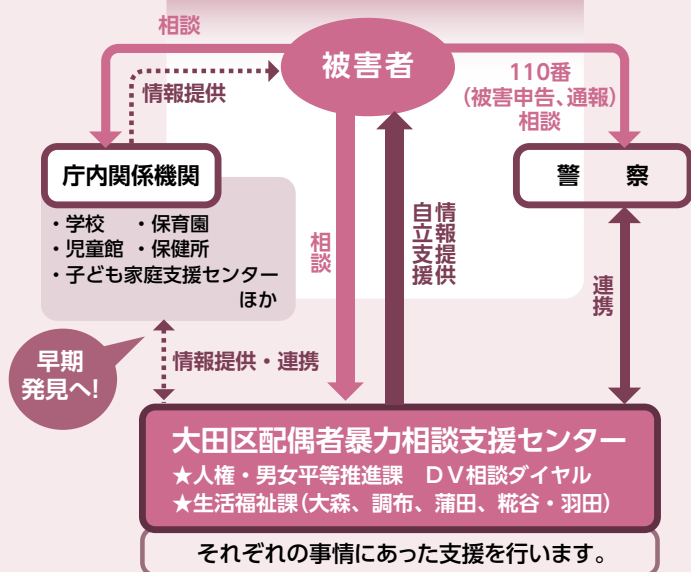 相談
被害者
情報提供
110番
(被害申告、通報)
相談
庁内関係機関
警　察
・学校　・保育園
・児童館　・保健所
・子ども家庭支援センター
ほか
相談
情報提供
自立支援
連携
早期
発見へ!
情報提供・連携
大田区配偶者暴力相談支援センター
★人権・男女平等推進課　DV相談ダイヤル
★生活福祉課(大森、調布、蒲田、糀谷・羽田)
それぞれの事情にあった支援を行います。